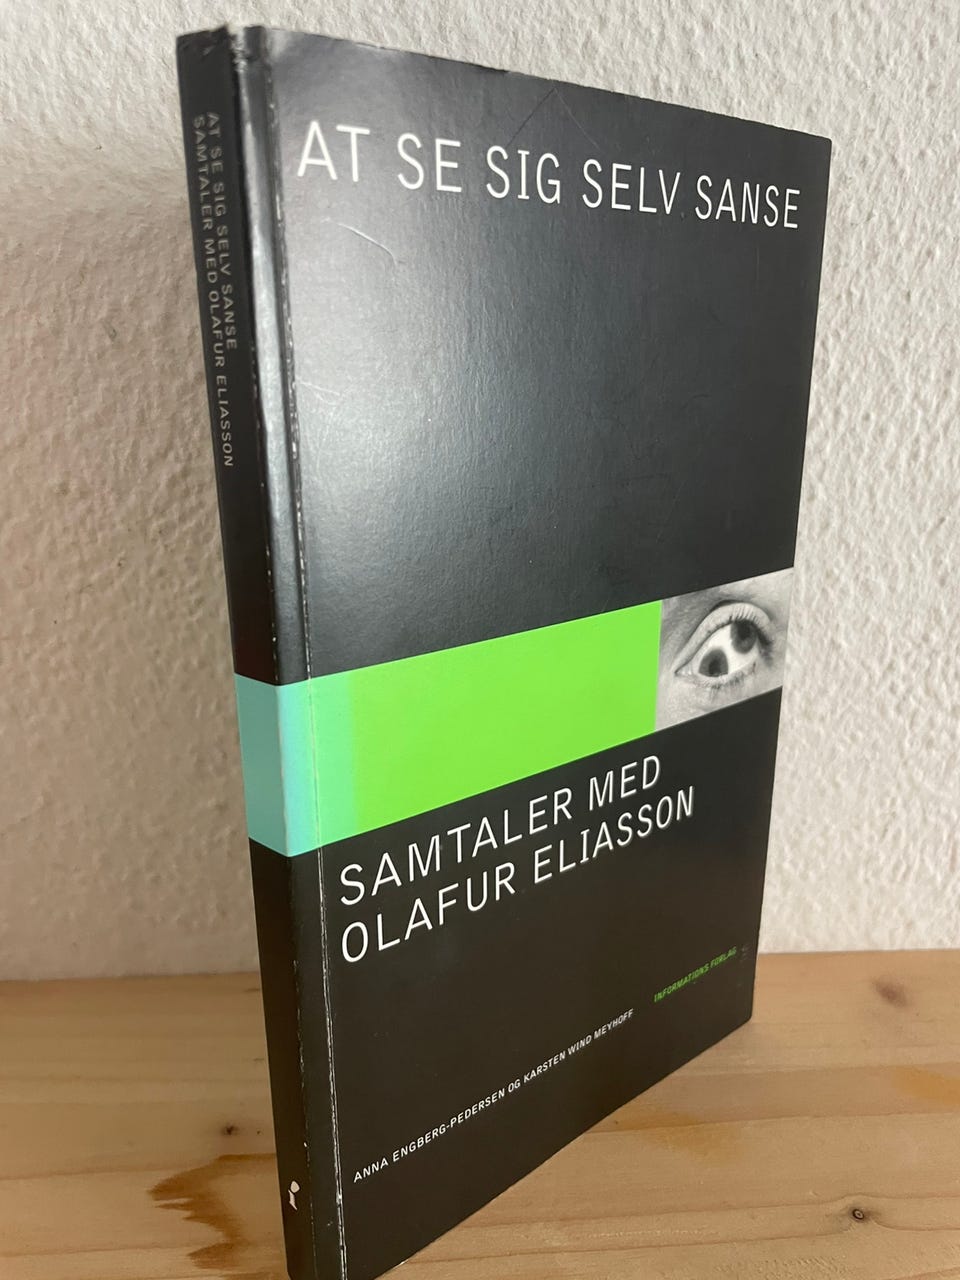 AT SE SIG SELV SANSE
SAMTALER MED OLAFUR ELIASSON
AT SE SIG SELV SANSE
SAMTALER MED
OLAFUR ELIASSON
INFORMATIONS FORLAG
ANNA ENGBERG-PEDERSEN OG KARSTEN WIND MEYHOFF